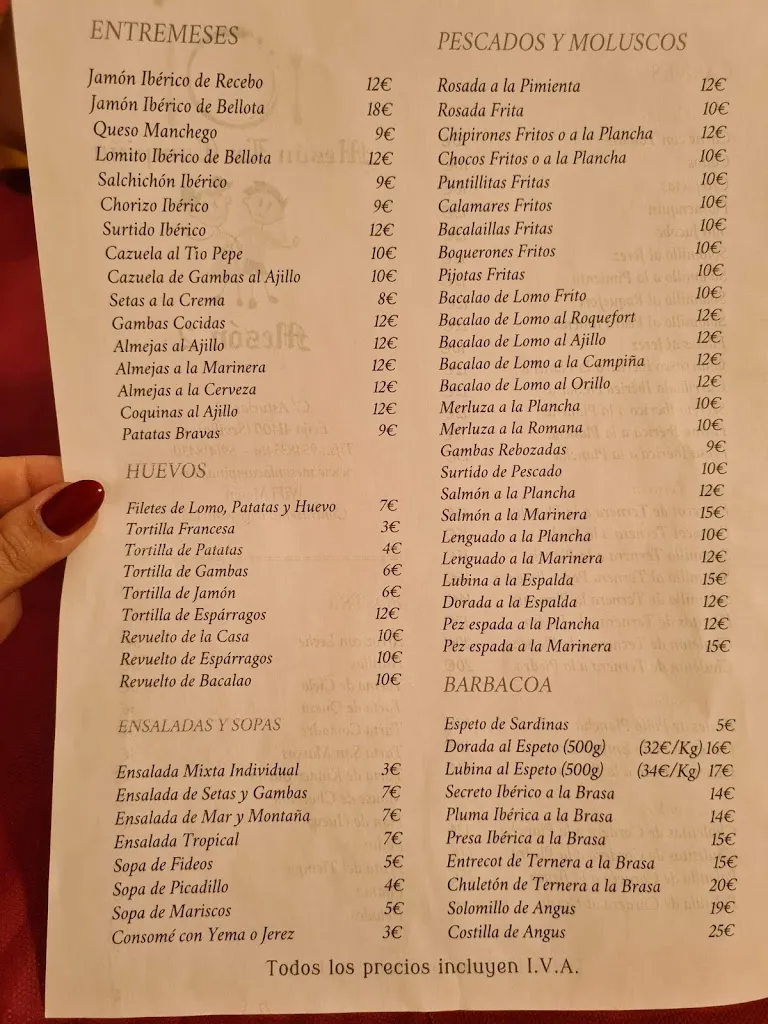 ENTREMESES
Jamón Ibérico de Recebo 12€
Jamón Ibérico de Bellota 18€
Queso Manchego 9€
Lomito Ibérico de Bellota 12€
Salchichón Ibérico 9€
Chorizo Ibérico 9€
Surtido Ibérico 12€
Cazuela al Tio Pepe 10€
Cazuela de Gambas al Ajillo 10€
Setas a la Crema 8€
Gambas Cocidas 12€
Almejas al Ajillo 12€
Almejas a la Marinera 12€
Almejas a la Cerveza 12€
Coquinas al Ajillo 12€
Patatas Bravas 9€
HUEVOS
Filetes de Lomo, Patatas y Huevo 7€
Tortilla Francesa 3€
Tortilla de Patatas 4€
Tortilla de Gambas 6€
Tortilla de Jamón 6€
Tortilla de Espárragos 12€
Revuelto de la Casa 10€
Revuelto de Espárragos 10€
Revuelto de Bacalao 10€
ENSALADAS Y SOPAS
Ensalada Mixta Individual 3€
Ensalada de Setas y Gambas 7€
Ensalada de Mar y Montaña 7€
Ensalada Tropical 7€
Sopa de Fideos 5€
Sopa de Picadillo 4€
Sopa de Mariscos 5€
Consomé con Yema o Jerez 3€
PESCADOS Y MOLUSCOS
Rosada a la Pimienta 12€
Rosada Frita 10€
Chipirones Fritos o a la Plancha 12€
Chocos Fritos o a la Plancha 10€
Puntillitas Fritas 10€
Calamares Fritos 10€
Bacalaillas Fritas 10€
Boquerones Fritos 10€
Pijotas Fritas 10€
Bacalao de Lomo Frito 10€
Bacalao de Lomo al Roquefort 12€
Bacalao de Lomo al Ajillo 12€
Bacalao de Lomo a la Campiña 12€
Bacalao de Lomo al Orillo 12€
Merluza a la Plancha 10€
Merluza a la Romana 10€
Gambas Rebozadas 9€
Surtido de Pescado 10€
Salmón a la Plancha 12€
Salmón a la Marinera 15€
Lenguado a la Plancha 10€
Lenguado a la Marinera 12€
Lubina a la Espalda 15€
Dorada a la Espalda 12€
Pez espada a la Plancha 12€
Pez espada a la Marinera 15€
BARBACOA
Espeto de Sardinas 5€
Dorada al Espeto (500g) (32€/Kg) 16€
Lubina al Espeto (500g) (34€/Kg) 17€
Secreto Ibérico a la Brasa 14€
Pluma Ibérica a la Brasa 14€
Presa Ibérica a la Brasa 15€
Entrecot de Ternera a la Brasa 15€
Chuletón de Ternera a la Brasa 20€
Solomillo de Angus 19€
Costilla de Angus 25€
Todos los precios incluyen I.V.A.